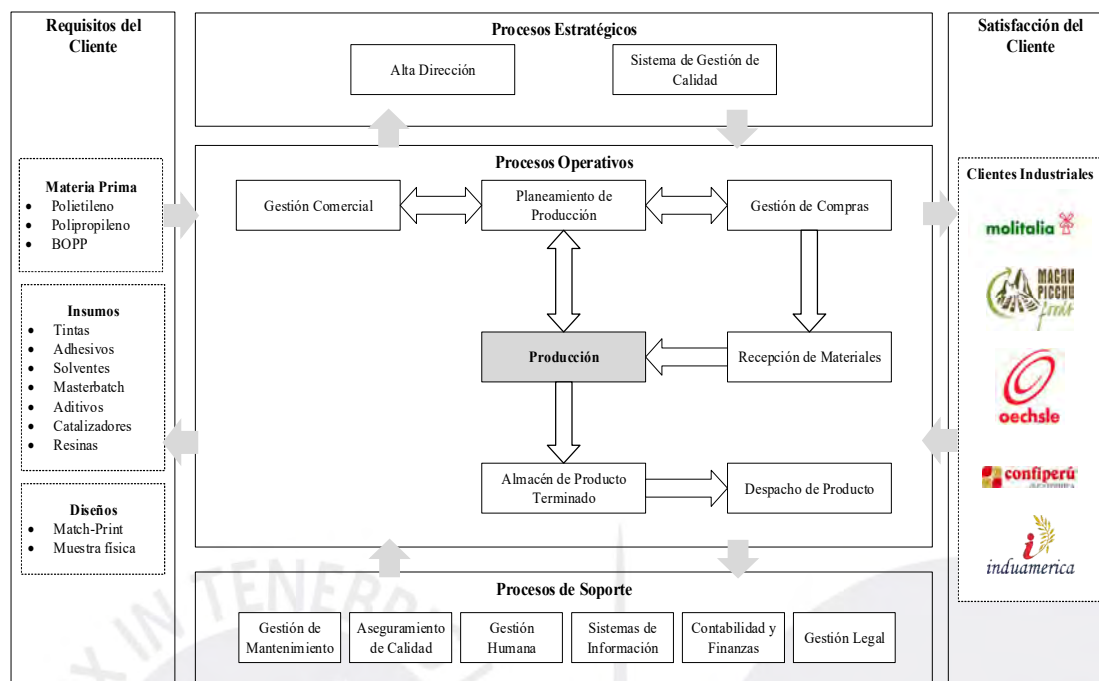 Requisitos del
Cliente
Materia Prima
• Polietileno
• Polipropileno
• BOPP
Insumos
• Tintas
• Adhesivos
• Solventes
• Masterbatch
• Aditivos
• Catalizadores
• Resinas
Diseños
• Match-Print
• Muestra física
Procesos Estratégicos
Alta Dirección
Sistema de Gestión de
Calidad
Procesos Operativos
Gestión Comercial
Planeamiento de
Producción
Gestión de Compras
Producción
Recepción de Materiales
Almacén de Producto
Terminado
Despacho de Producto
Procesos de Soporte
Gestión de
Mantenimiento
Aseguramiento
de Calidad
Gestión
Humana
Sistemas de
Información
Contabilidad y
Finanzas
Gestión Legal
Satisfacción del
Cliente
Clientes Industriales
molitalia
MACHU
PICCHU
foods
oechsle
confiperú
induamerica
X IN TENEBR